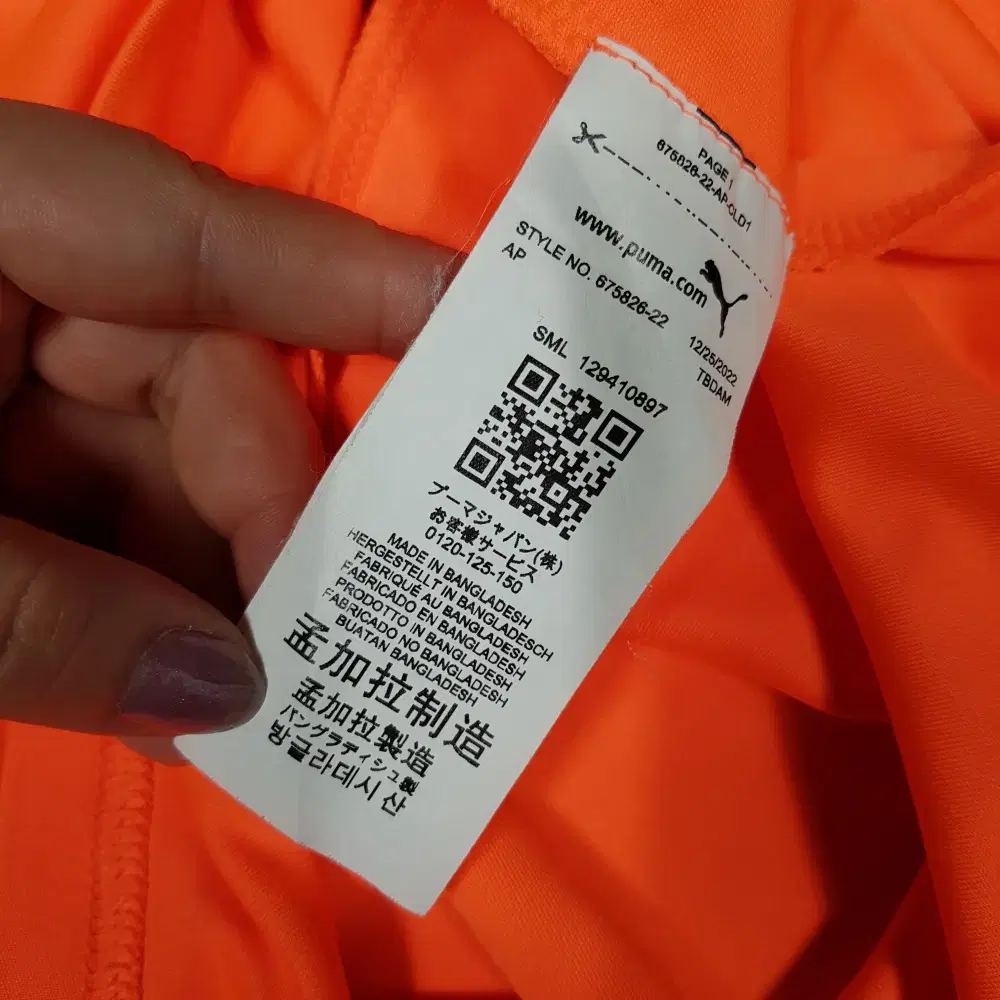 PAGE 1
675826-22-AP-CLD1
www.puma.com
STYLE NO. 675826-22
AP
12/25/2022
TBDAM
SML 129410897
プーマジャパン(株)
お客様サービス
0120-125-150
MADE IN BANGLADESH
HERGESTELLT IN BANGLADESCH
FABRIQUÉ AU BANGLADESH
FABRICADO EN BANGLADESH
PRODOTTO IN BANGLADESH
FABRICADO NO BANGLADESH
BUATAN BANGLADESH
孟加拉制造
孟加拉製造
バングラディシュ製
방글라데시 산